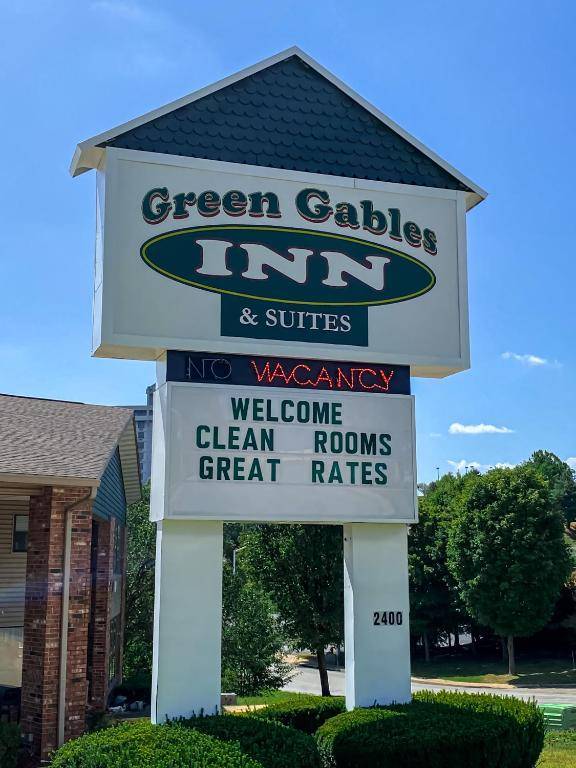 Green Gables
INN
& SUITES
NO VACANCY
WELCOME
CLEAN ROOMS
GREAT RATES
2400